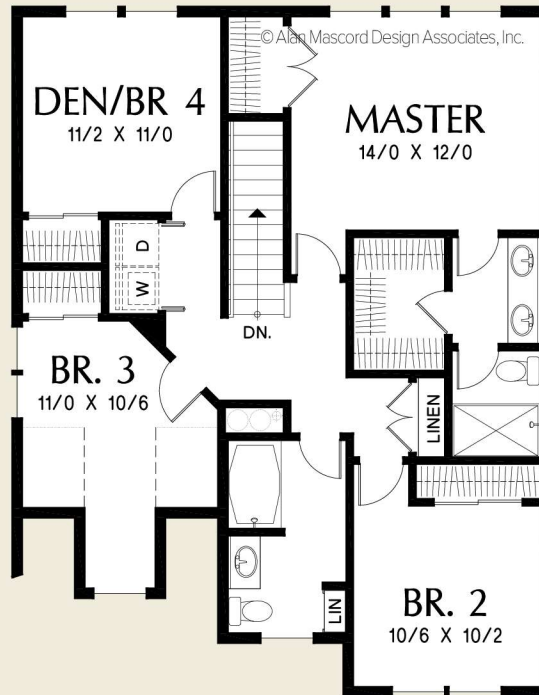 © Alan Mascord Design Associates, Inc.
DEN/BR 4
11/2 X 11/0
MASTER
14/0 X 12/0
D
W
DN.
BR. 3
11/0 X 10/6
LINEN
LIN
BR. 2
10/6 X 10/2